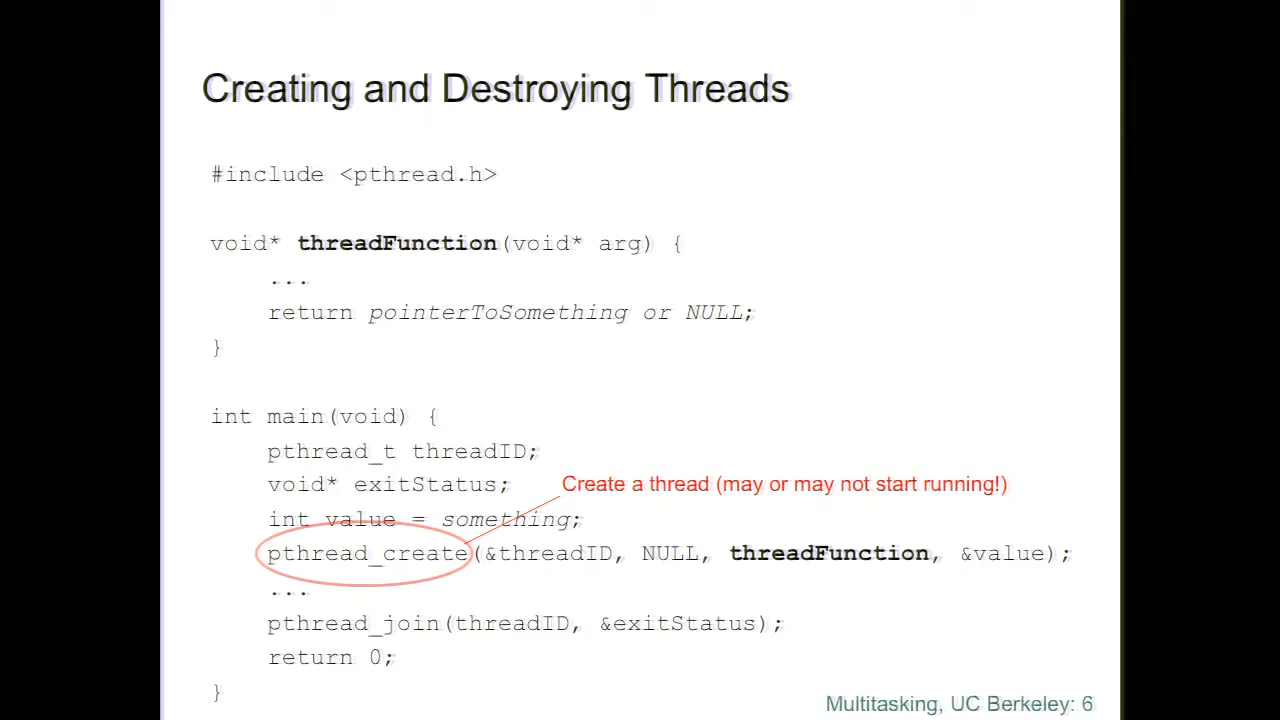 Creating and Destroying Threads
#include <pthread.h>
void* threadFunction(void* arg) {
...
return pointerToSomething or NULL;
}
int main(void) {
pthread_t threadID;
void* exitStatus;
Create a thread (may or may not start running!)
int value = something;
pthread_create(&threadID, NULL, threadFunction, &value);
...
pthread_join(threadID, &exitStatus);
return 0;
}
Multitasking, UC Berkeley: 6